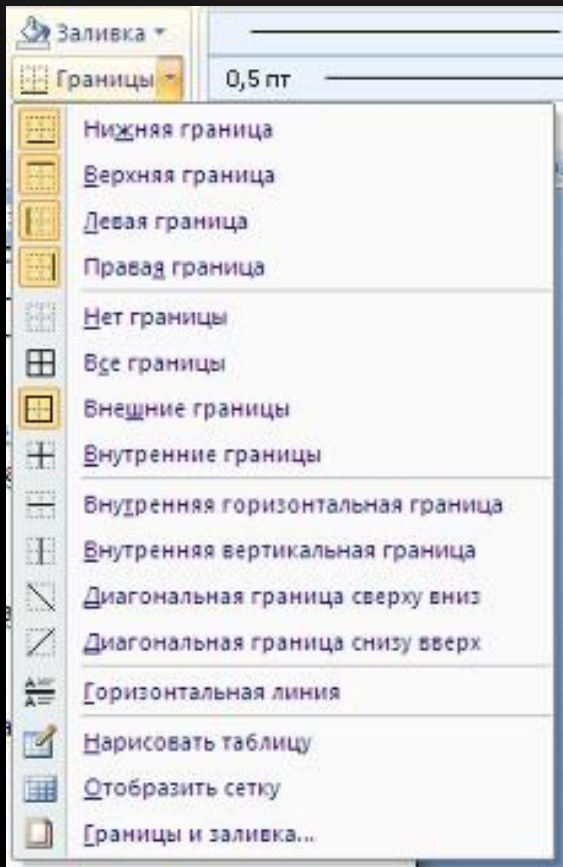 Заливка
Границы
0,5 пт
Нижняя граница
Верхняя граница
Левая граница
Правая граница
Нет границы
Все границы
Внешние границы
Внутренние границы
Внутренняя горизонтальная граница
Внутренняя вертикальная граница
Диагональная граница сверху вниз
Диагональная граница снизу вверх
Горизонтальная линия
Нарисовать таблицу
Отобразить сетку
Границы и заливка...